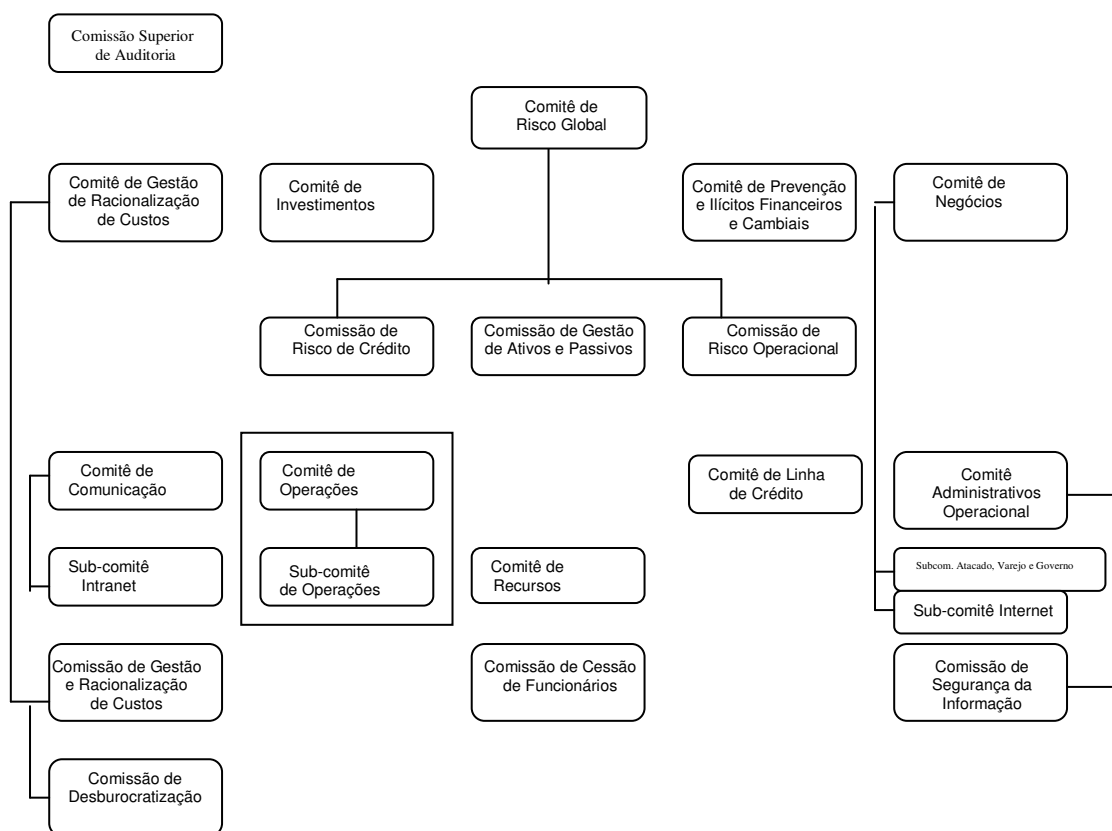 Comissão Superior
de Auditoria
Comitê de
Risco Global
Comitê de Gestão
de Racionalização
de Custos
Comitê de
Investimentos
Comitê de Prevenção
e Ilícitos Financeiros
e Cambiais
Comitê de
Negócios
Comissão de
Risco de Crédito
Comissão de Gestão
de Ativos e Passivos
Comissão de
Risco Operacional
Comitê de
Comunicação
Comitê de
Operações
Comitê de Linha
de Crédito
Comitê
Administrativos
Operacional
Sub-comitê
Intranet
Sub-comitê
de Operações
Comitê de
Recursos
Subcom. Atacado, Varejo e Governo
Sub-comitê Internet
Comissão de Gestão
e Racionalização
de Custos
Comissão de Cessão
de Funcionários
Comissão de
Segurança da
Informação
Comissão de
Desburocratização